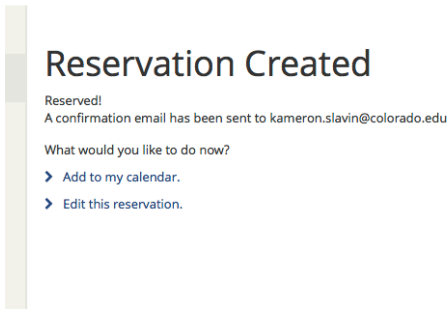 Reservation Created
Reserved!
A confirmation email has been sent to kameron.slavin@colorado.edu
What would you like to do now?
Add to my calendar.
Edit this reservation.